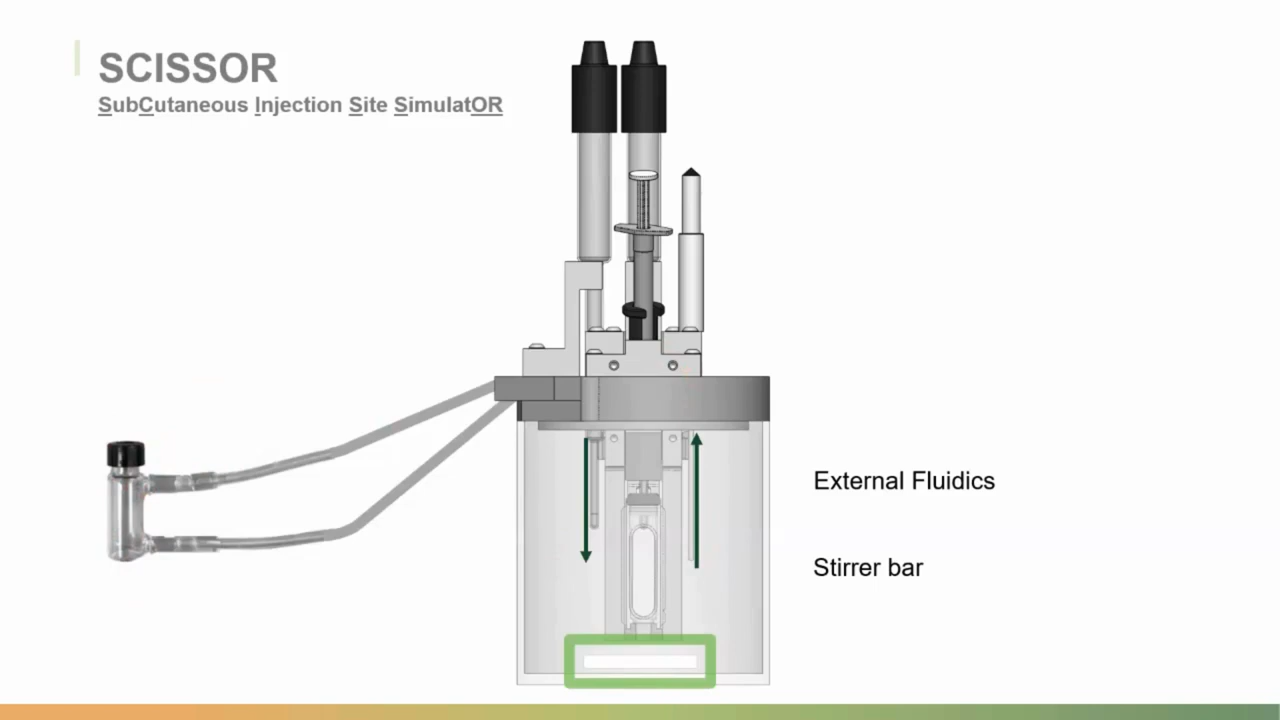 SCISSOR
SubCutaneous Injection Site SimulatOR
External Fluidics
Stirrer bar